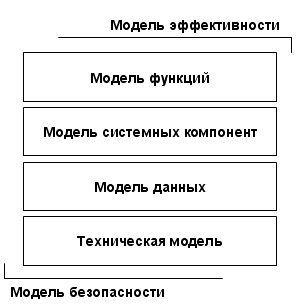 Модель эффективности
Модель функций
Модель системных компонент
Модель данных
Техническая модель
Модель безопасности